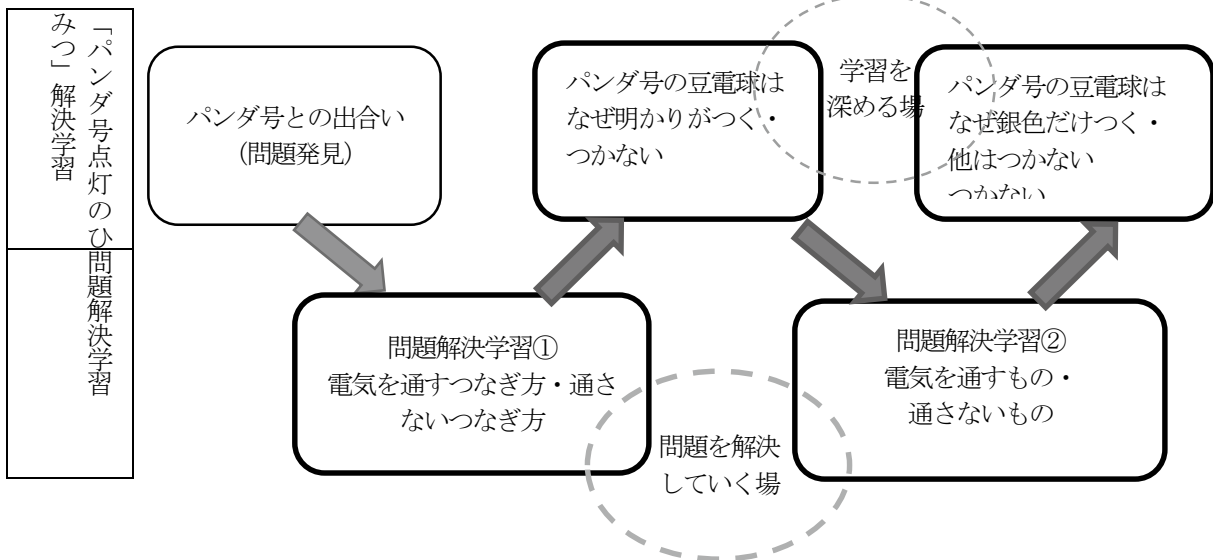 「パンダ号点灯のひ
みつ」解決学習
パンダ号との出合い
（問題発見）
パンダ号の豆電球は
なぜ明かりがつく・
つかない
学習を
深める場
パンダ号の豆電球は
なぜ銀色だけつく・
他はつかない
つかない
問題解決学習
問題解決学習①
電気を通すつなぎ方・通さ
ないつなぎ方
問題を解決
していく場
問題解決学習②
電気を通すもの・
通さないもの